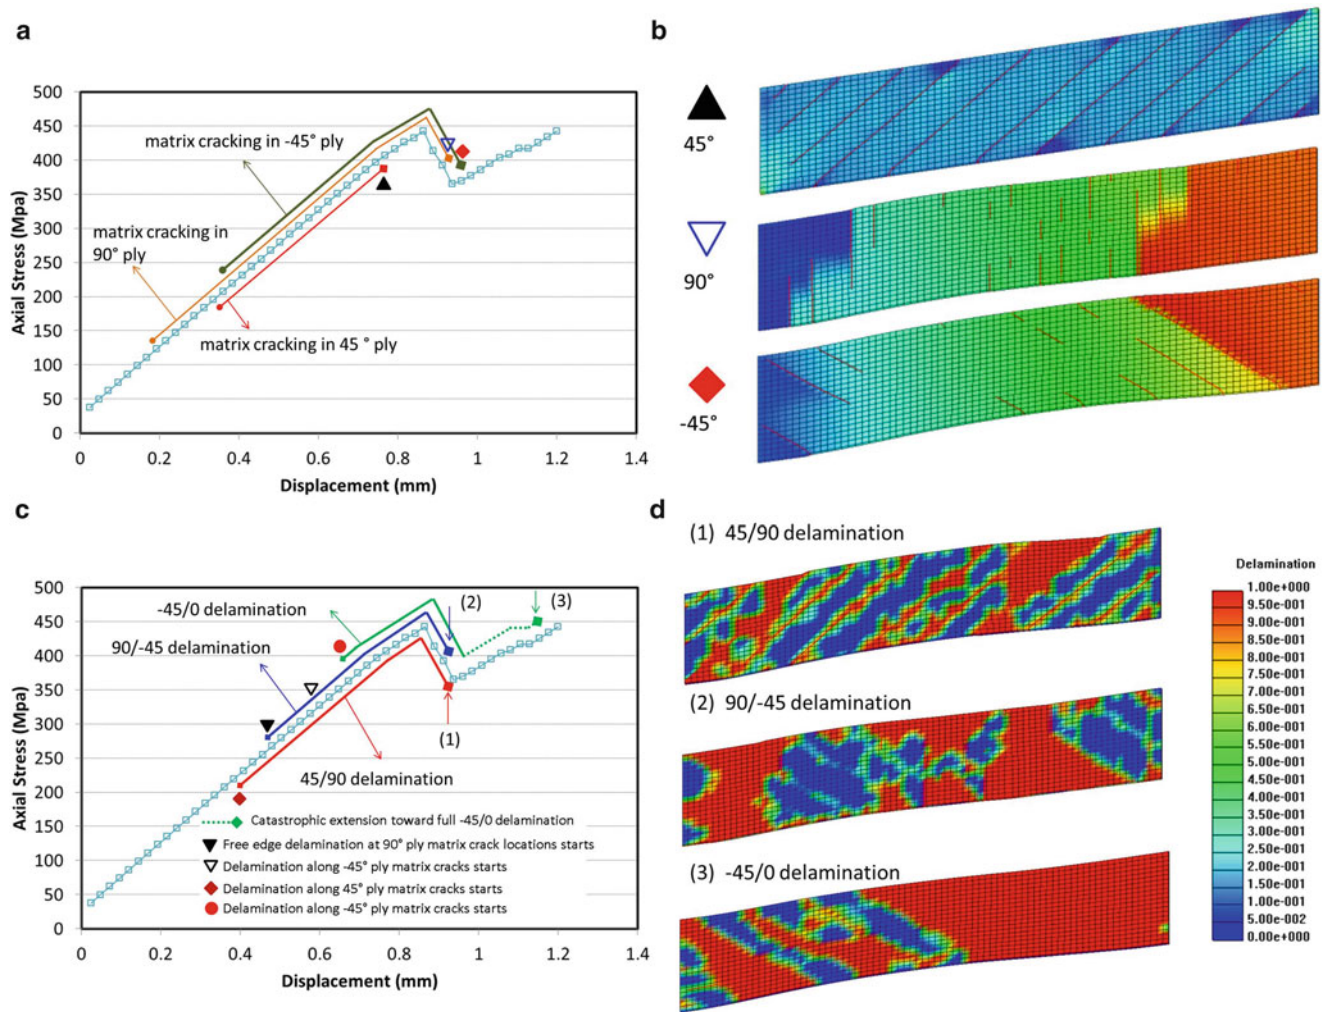 a
500
450
400
350
300
250
200
150
100
50
0
Axial Stress (Mpa)
matrix cracking in -45° ply
matrix cracking in
90° ply
matrix cracking in 45 ° ply
0 0.2 0.4 0.6 0.8 1 1.2 1.4
Displacement (mm)
b
45°
90°
-45°
c
500
450
400
350
300
250
200
150
100
50
0
Axial Stress (Mpa)
-45/0 delamination
90/-45 delamination
(2)
(3)
(1)
45/90 delamination
Catastrophic extension toward full -45/0 delamination
Free edge delamination at 90° ply matrix crack locations starts
Delamination along -45° ply matrix cracks starts
Delamination along 45° ply matrix cracks starts
Delamination along -45° ply matrix cracks starts
0 0.2 0.4 0.6 0.8 1 1.2 1.4
Displacement (mm)
d
(1) 45/90 delamination
(2) 90/-45 delamination
(3) -45/0 delamination
Delamination
1.00e+000
9.50e-001
9.00e-001
8.50e-001
8.00e-001
7.50e-001
7.00e-001
6.50e-001
6.00e-001
5.50e-001
5.00e-001
4.50e-001
4.00e-001
3.50e-001
3.00e-001
2.50e-001
2.00e-001
1.50e-001
1.00e-001
5.00e-002
0.00e+000